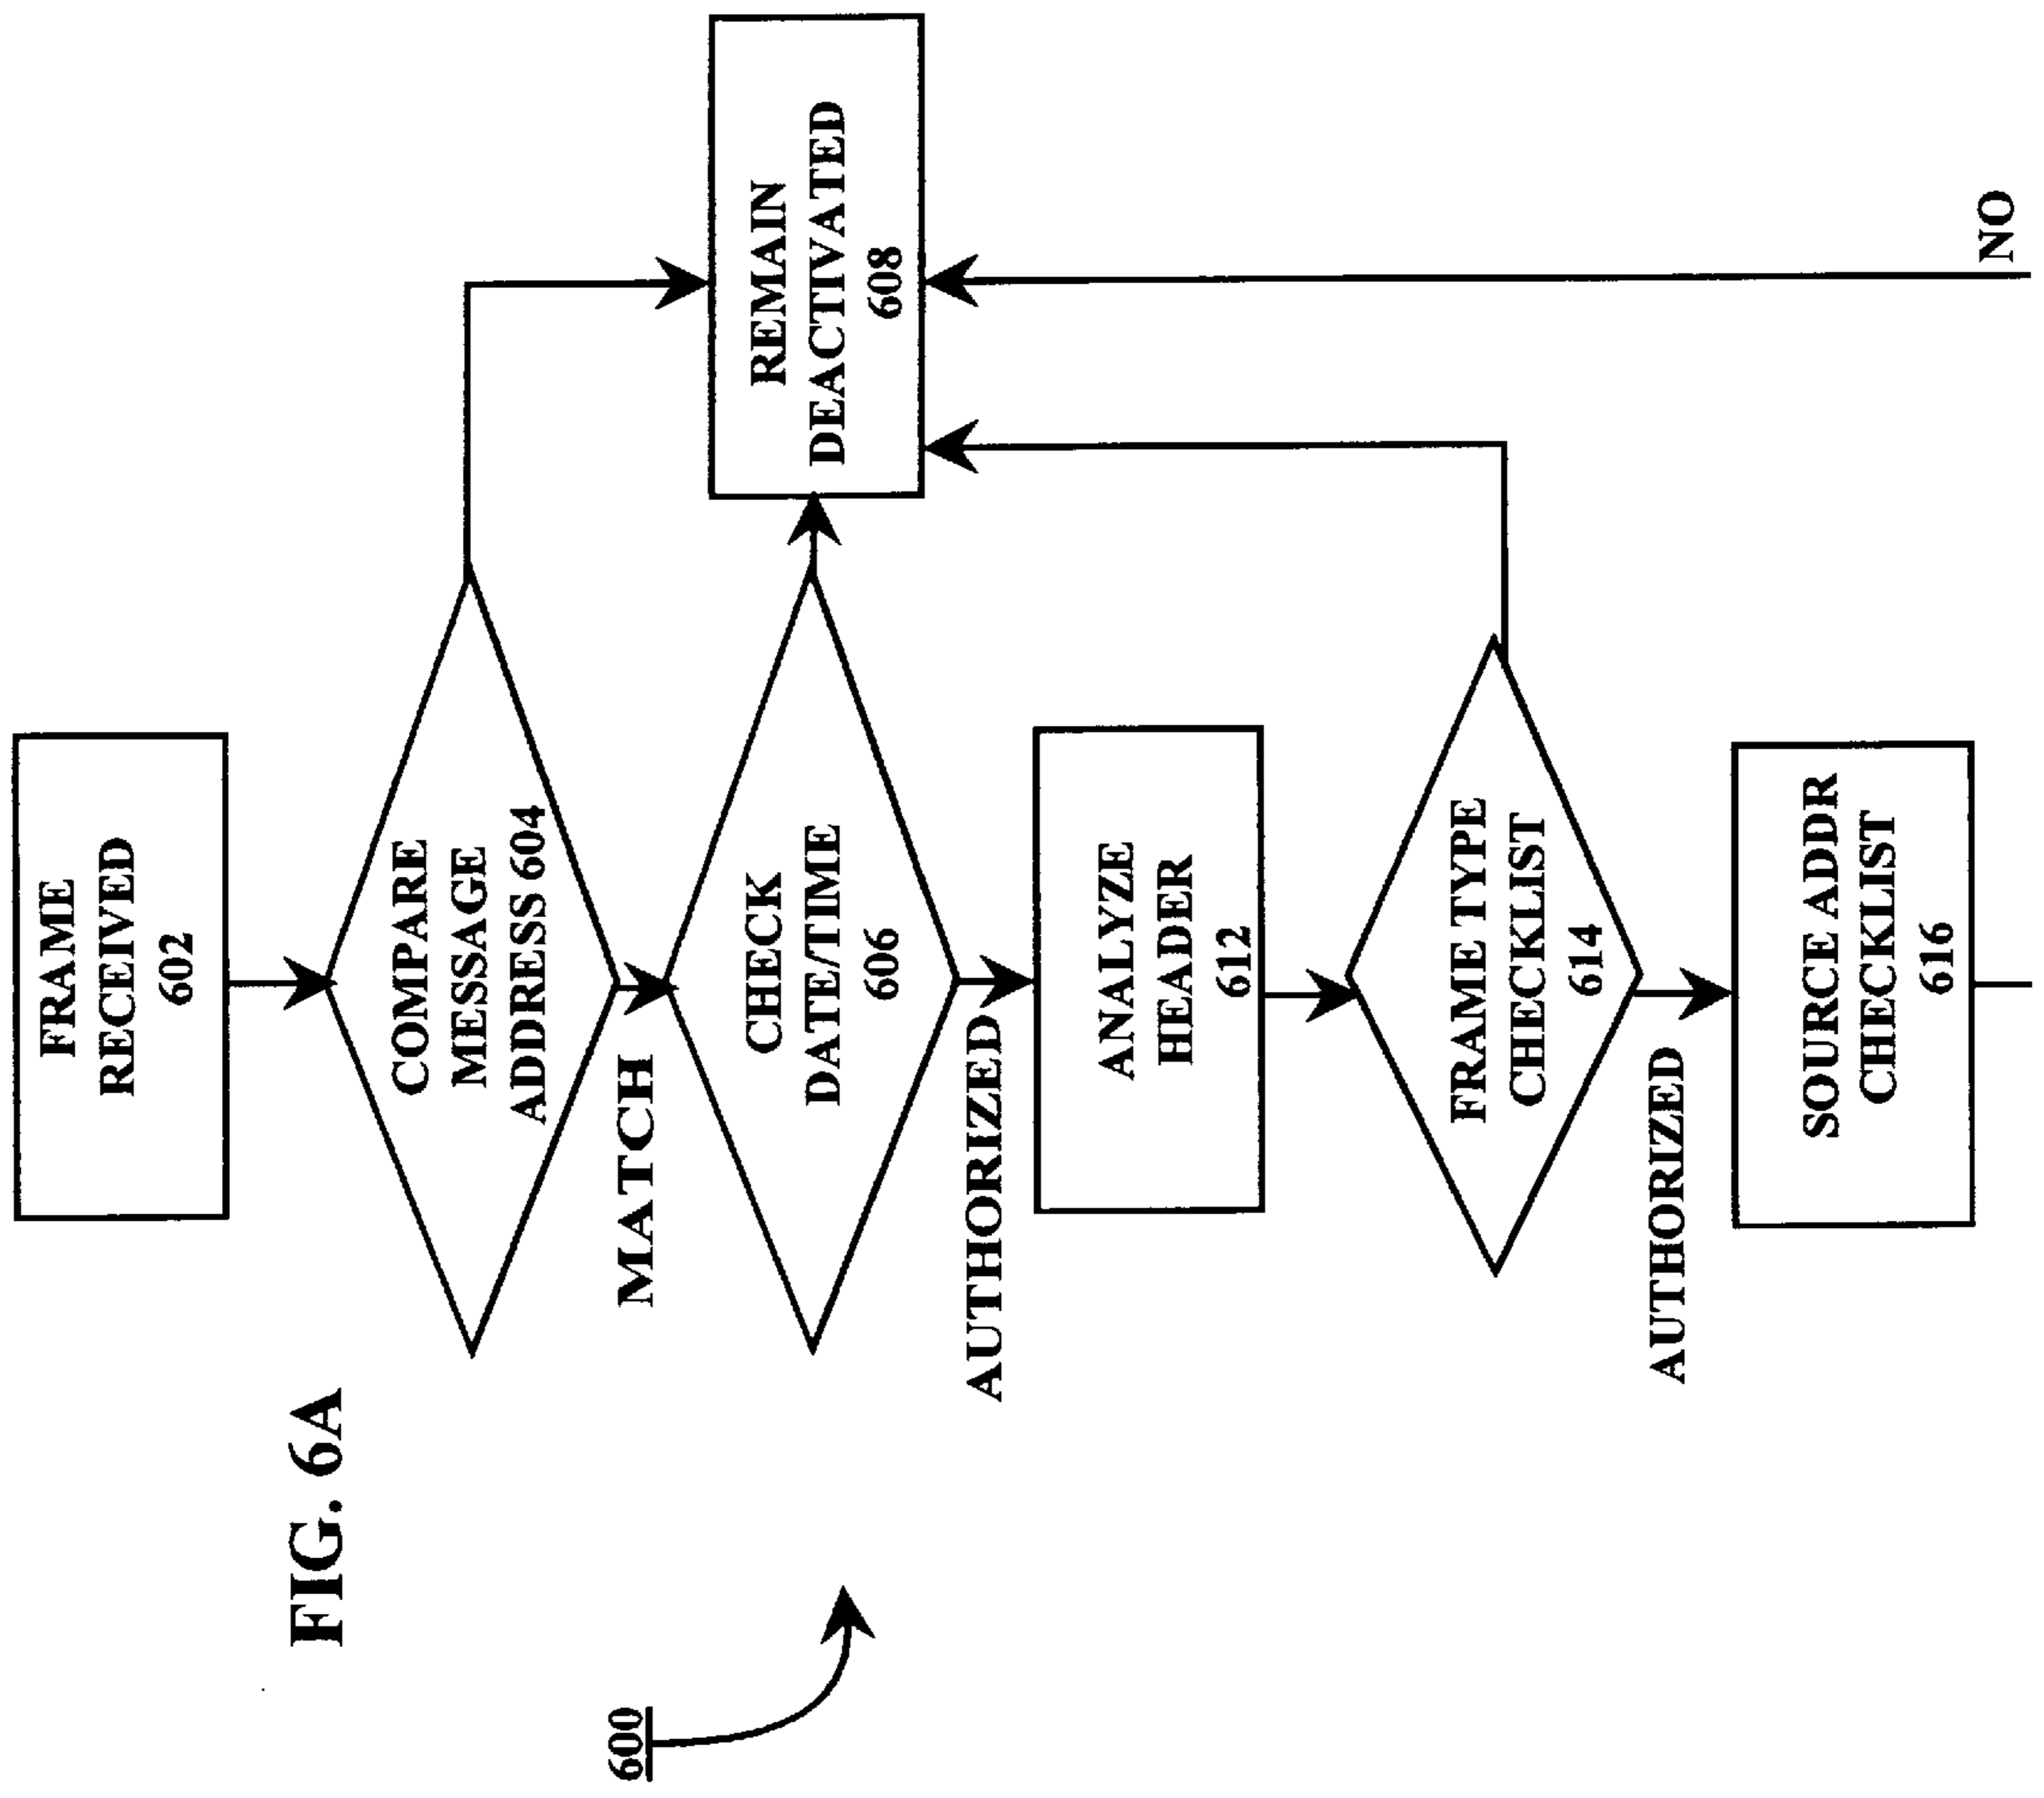 FIG. 6A
600
FRAME
RECEIVED
602
COMPARE
MESSAGE
ADDRESS 604
MATCH
CHECK
DATE/TIME
606
REMAIN
DEACTIVATED
608
AUTHORIZED
ANALYZE
HEADER
612
FRAME TYPE
CHECKLIST
614
AUTHORIZED
SOURCE ADDR
CHECKLIST
616
NO